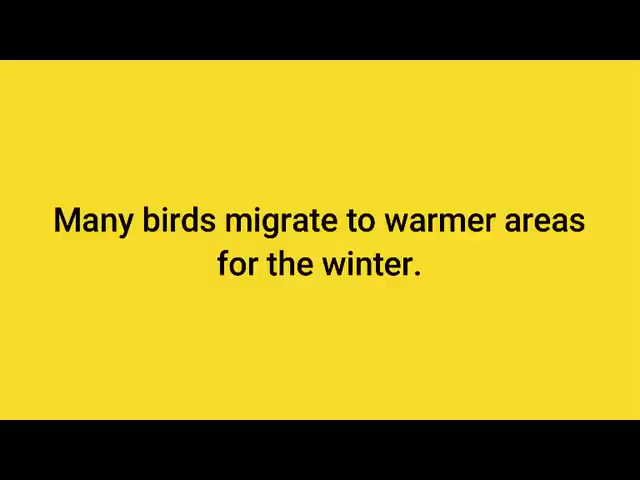 Many birds migrate to warmer areas
for the winter.